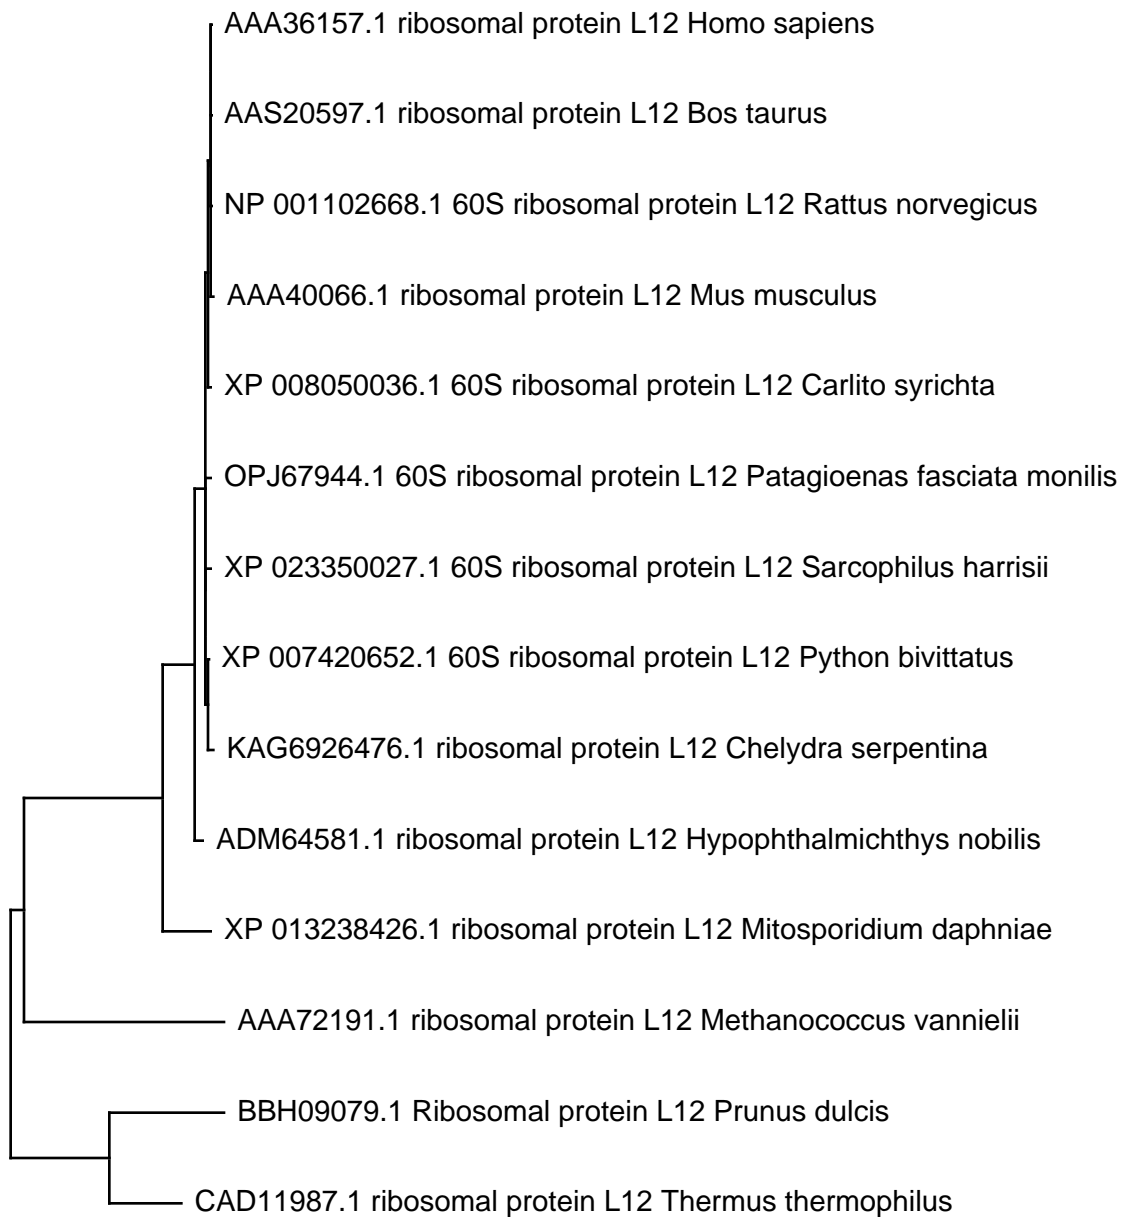 AAA36157.1 ribosomal protein L12 Homo sapiens
AAS20597.1 ribosomal protein L12 Bos taurus
NP 001102668.1 60S ribosomal protein L12 Rattus norvegicus
AAA40066.1 ribosomal protein L12 Mus musculus
XP 008050036.1 60S ribosomal protein L12 Carlito syrichta
OPJ67944.1 60S ribosomal protein L12 Patagioenas fasciata monilis
XP 023350027.1 60S ribosomal protein L12 Sarcophilus harrisii
XP 007420652.1 60S ribosomal protein L12 Python bivittatus
KAG6926476.1 ribosomal protein L12 Chelydra serpentina
ADM64581.1 ribosomal protein L12 Hypophthalmichthys nobilis
XP 013238426.1 ribosomal protein L12 Mitosporidium daphniae
AAA72191.1 ribosomal protein L12 Methanococcus vannielii
BBH09079.1 Ribosomal protein L12 Prunus dulcis
CAD11987.1 ribosomal protein L12 Thermus thermophilus